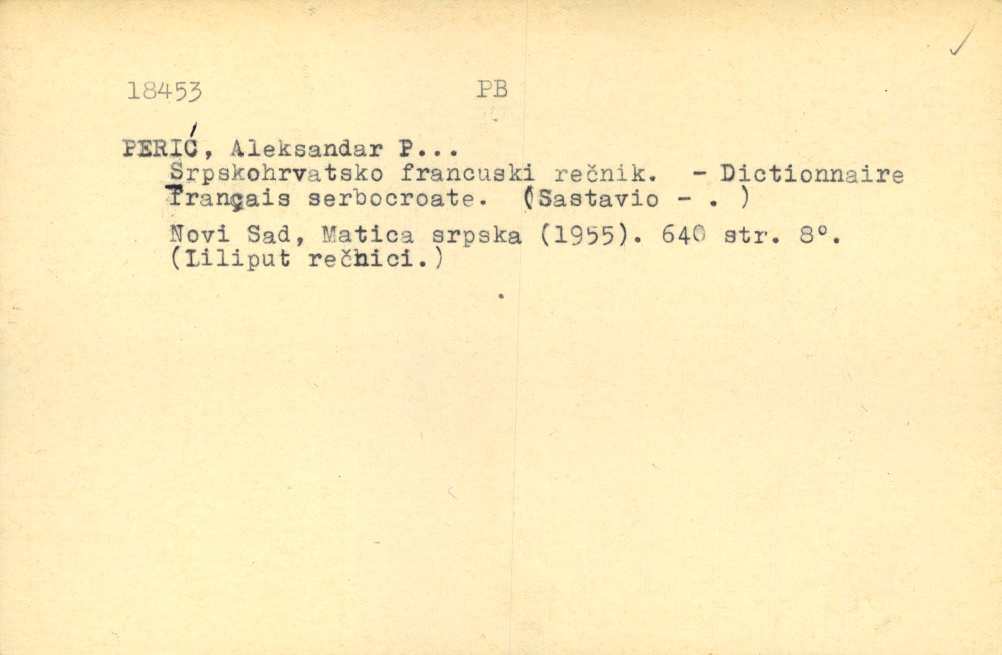 18453 PB
PERIĆ, Aleksandar P...
Srpskohrvatsko francuski rečnik. - Dictionnaire
français serbocroate. (Sastavio - . )
Novi Sad, Matica srpska (1955). 640 str. 8°.
(Liliput rečnici.)